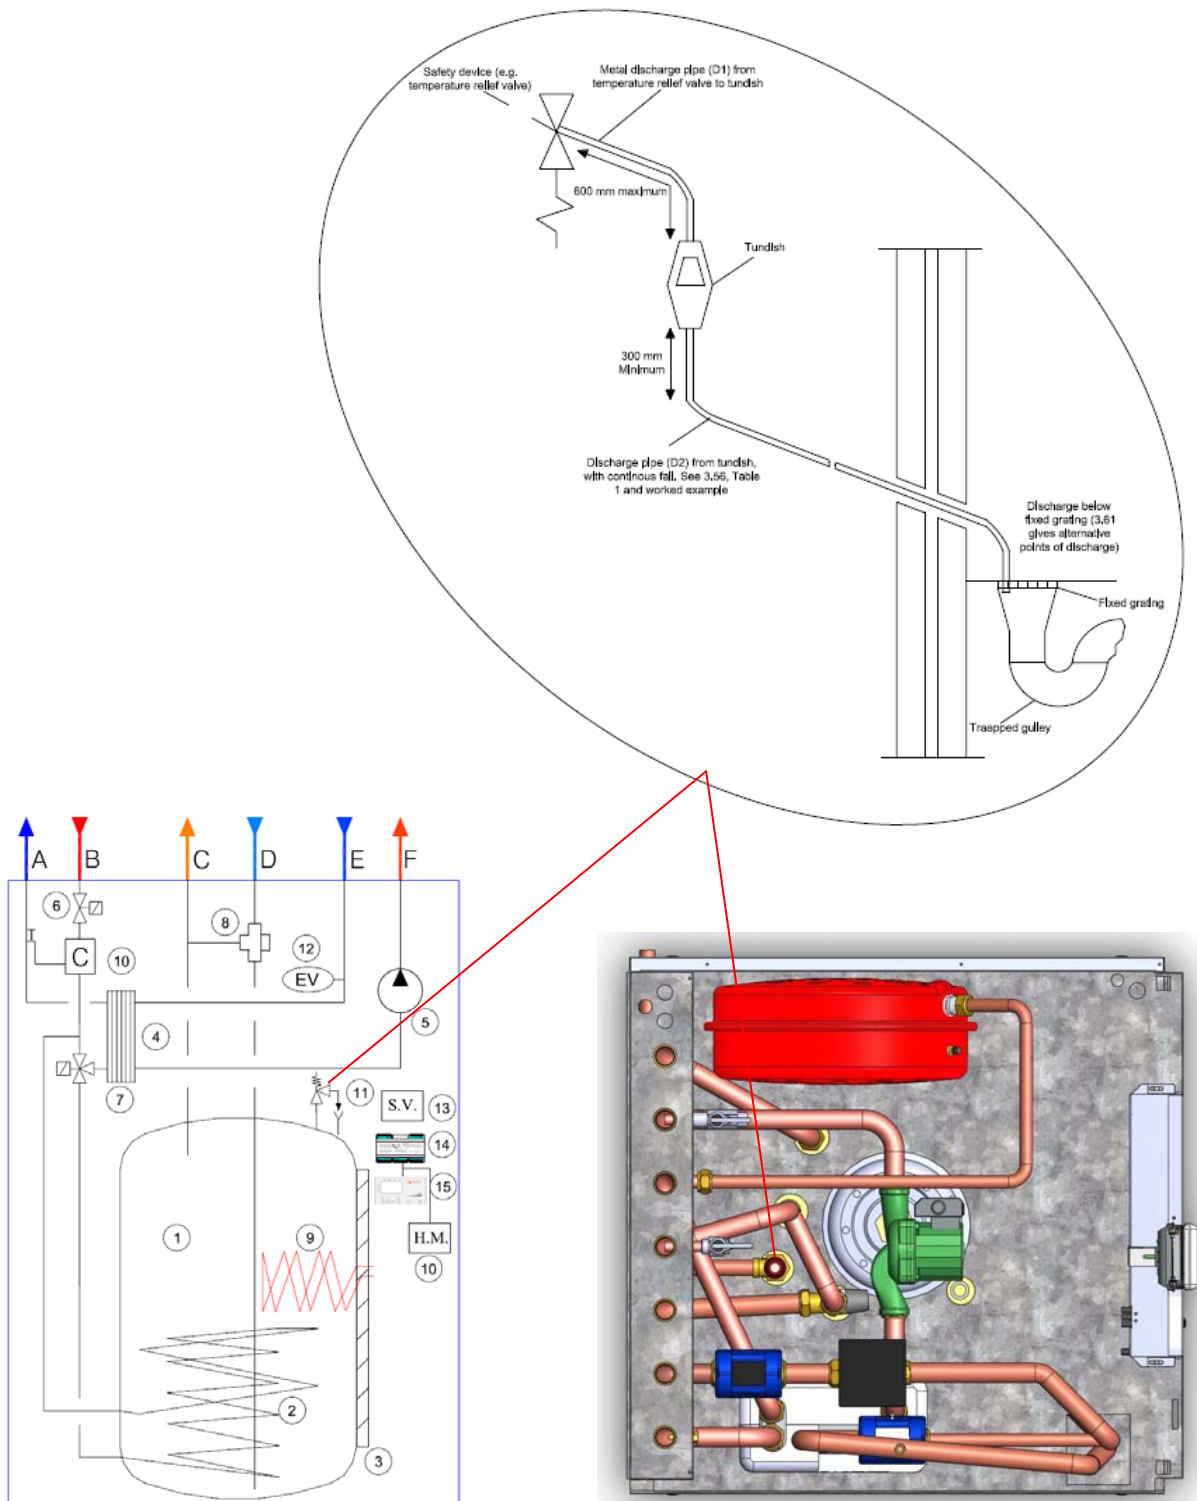 Safety device (e.g.
temperature relief valve)
Metal discharge pipe (D1) from
temperature relief valve to tundish
600 mm maximum
Tundish
300 mm
Minimum
Discharge pipe (D2) from tundish,
with continous fall. See 3.56, Table
1 and worked example
Discharge below
fixed grating (3.61
gives alternative
points of discharge)
Fixed grating
Traapped gulley
A
B
C
D
E
F
6
8
12
C
10
EV
5
4
7
11
S.V.
13
14
15
1
9
H.M.
10
2
3